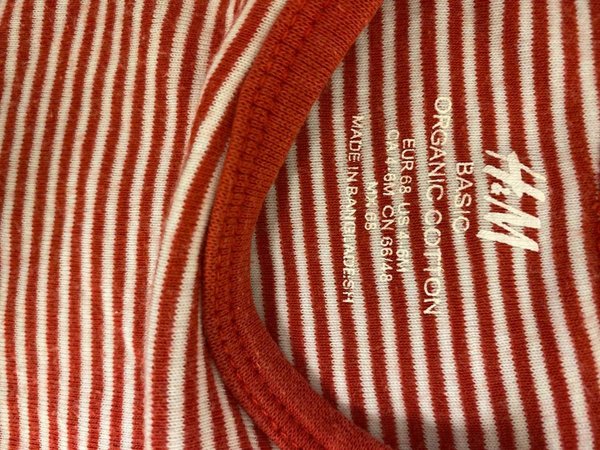 H&M
BASIC
ORGANIC COTTON
EUR 68 US 4-6M
CA 4-6M CN 66/48
MX 68
MADE IN BANGLADESH